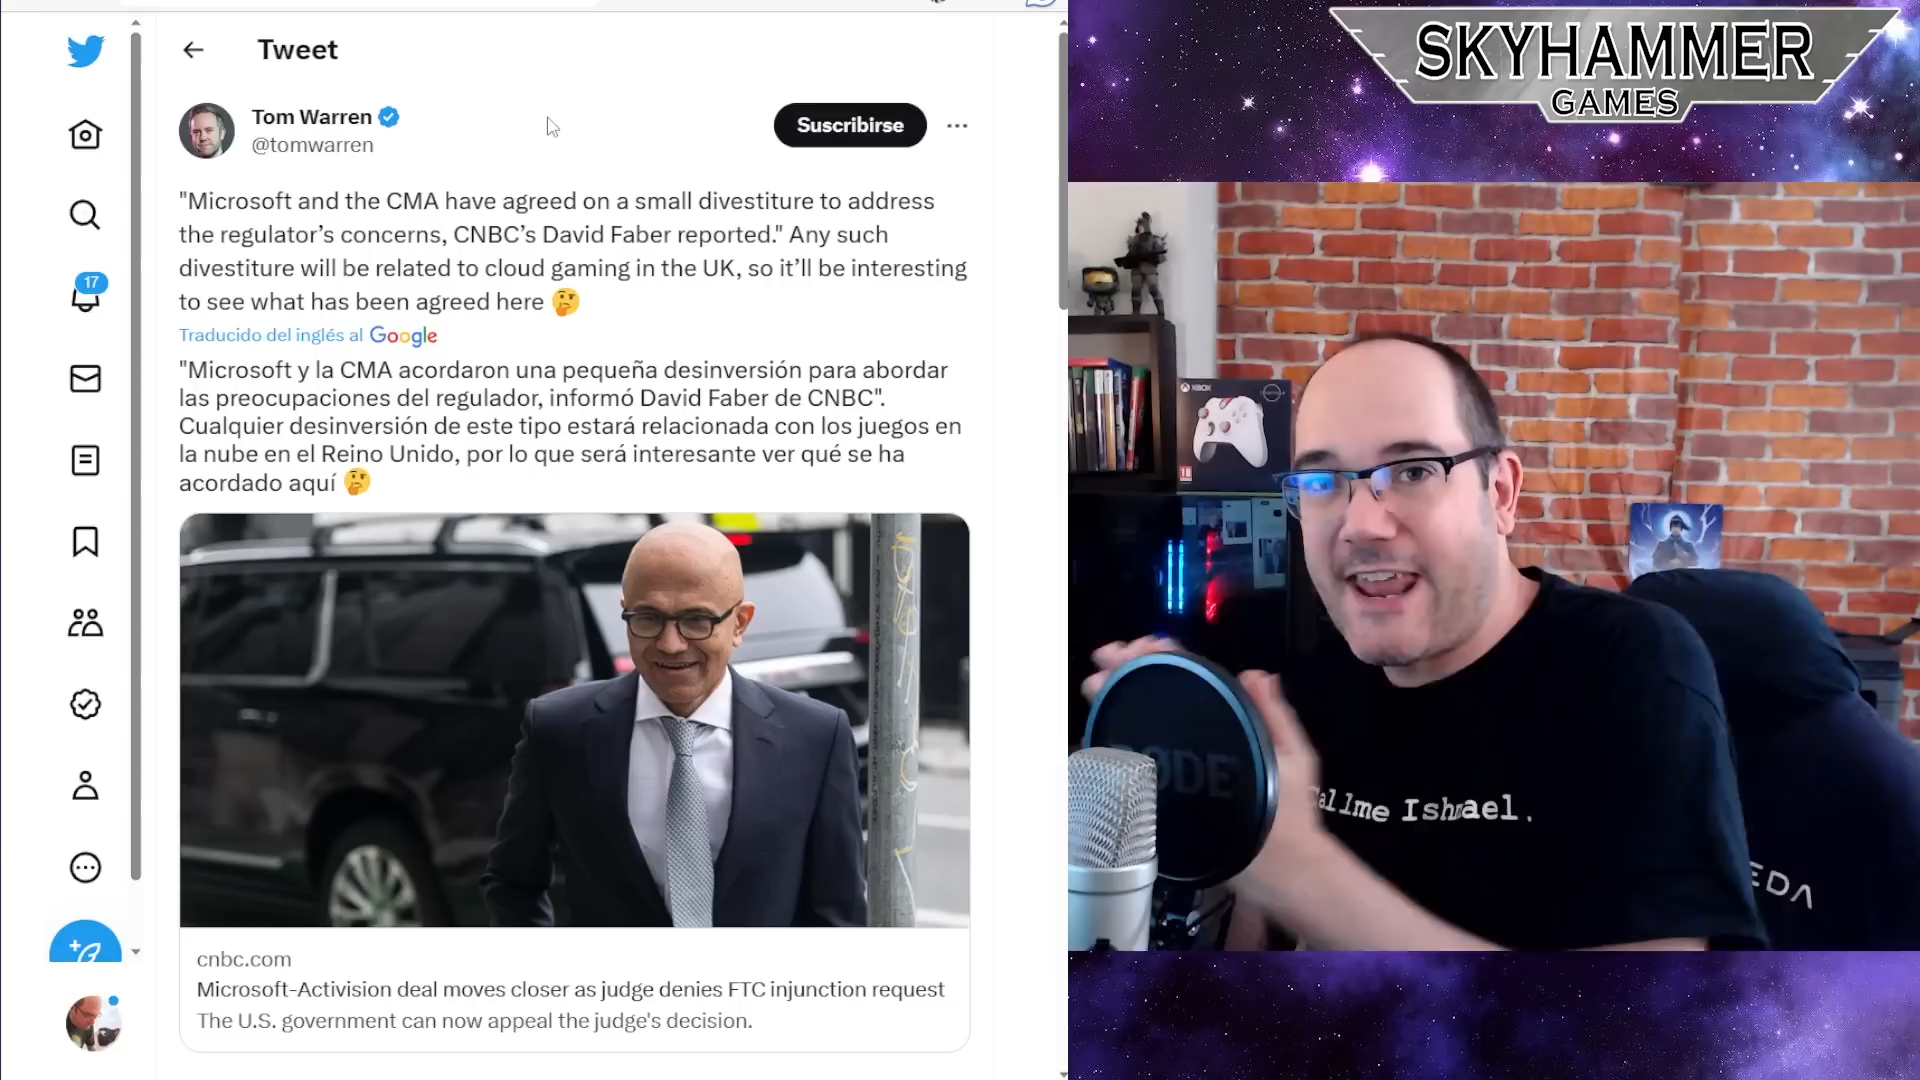 Tweet
Tom Warren
@tomwarren
Suscribirse
"Microsoft and the CMA have agreed on a small divestiture to address
the regulator’s concerns, CNBC’s David Faber reported." Any such
divestiture will be related to cloud gaming in the UK, so it’ll be interesting
to see what has been agreed here 🤔
Traducido del inglés al Google
"Microsoft y la CMA acordaron una pequeña desinversión para abordar
las preocupaciones del regulador, informó David Faber de CNBC".
Cualquier desinversión de este tipo estará relacionada con los juegos en
la nube en el Reino Unido, por lo que será interesante ver qué se ha
acordado aquí 🤔
cnbc.com
Microsoft-Activision deal moves closer as judge denies FTC injunction request
The U.S. government can now appeal the judge's decision.
17
SKYHAMMER
GAMES
XBOX
RØDE
Call me Ishmael.
EDA